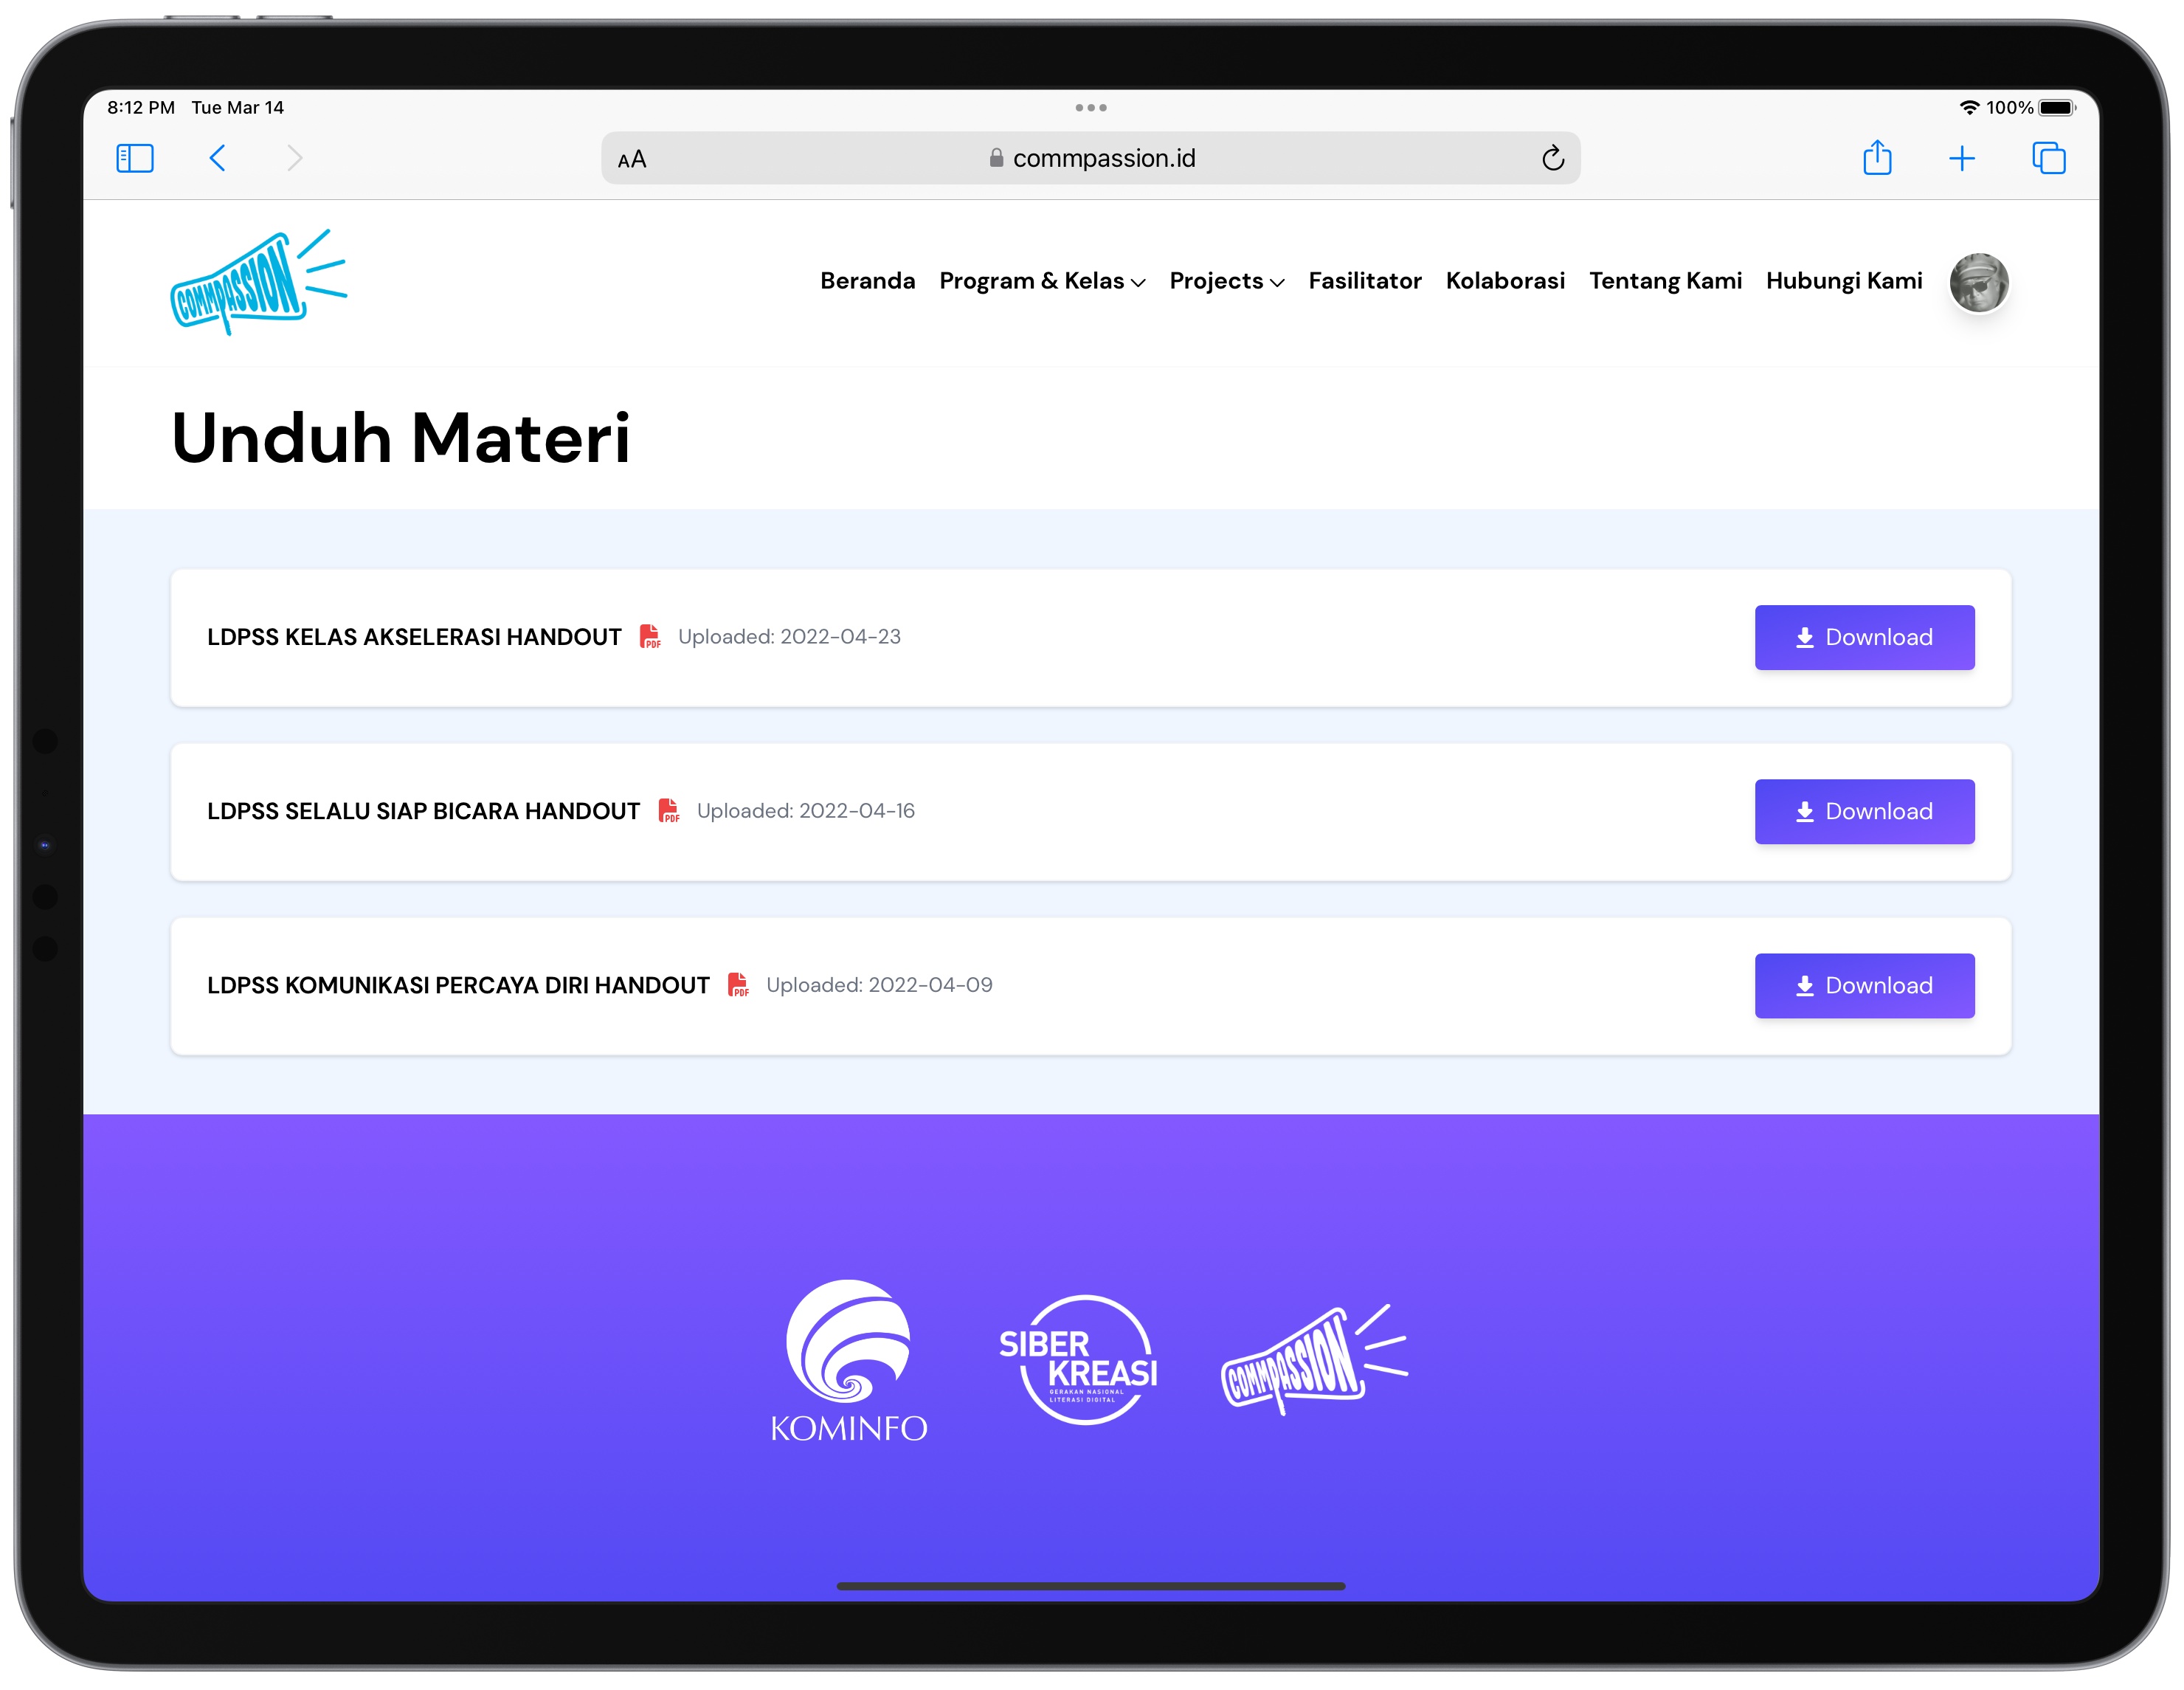 8:12 PM Tue Mar 14
100%
AA commpassion.id
COMMPASSION
Beranda Program & Kelas Projects Fasilitator Kolaborasi Tentang Kami Hubungi Kami
Unduh Materi
LDPSS KELAS AKSELERASI HANDOUT PDF Uploaded: 2022-04-23 Download
LDPSS SELALU SIAP BICARA HANDOUT PDF Uploaded: 2022-04-16 Download
LDPSS KOMUNIKASI PERCAYA DIRI HANDOUT PDF Uploaded: 2022-04-09 Download
KOMINFO
SIBER
KREASI
GERAKAN NASIONAL
LITERASI DIGITAL
COMMPASSION